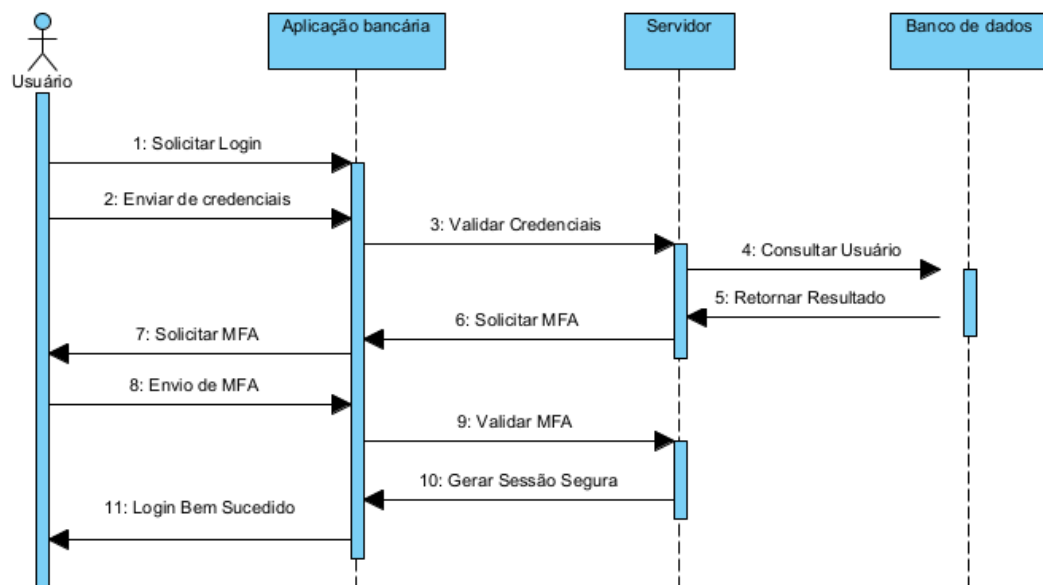 Aplicação bancária
Servidor
Banco de dados
Usuário
1: Solicitar Login
2: Enviar de credenciais
3: Validar Credenciais
4: Consultar Usuário
5: Retornar Resultado
6: Solicitar MFA
7: Solicitar MFA
8: Envio de MFA
9: Validar MFA
10: Gerar Sessão Segura
11: Login Bem Sucedido